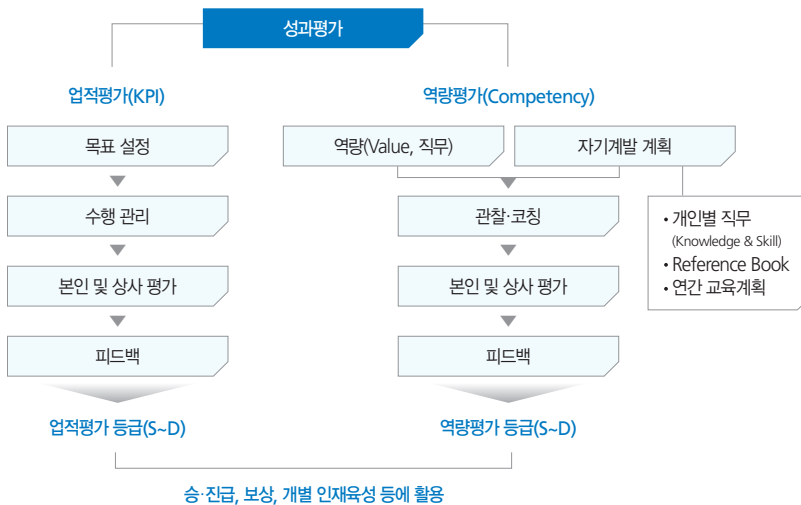 성과평가
업적평가(KPI)
역량평가(Competency)
목표 설정
역량(Value, 직무)
자기계발 계획
수행 관리
관찰·코칭
• 개인별 직무
(Knowledge & Skill)
• Reference Book
• 연간 교육계획
본인 및 상사 평가
본인 및 상사 평가
피드백
피드백
업적평가 등급(S~D)
역량평가 등급(S~D)
승·진급, 보상, 개별 인재육성 등에 활용